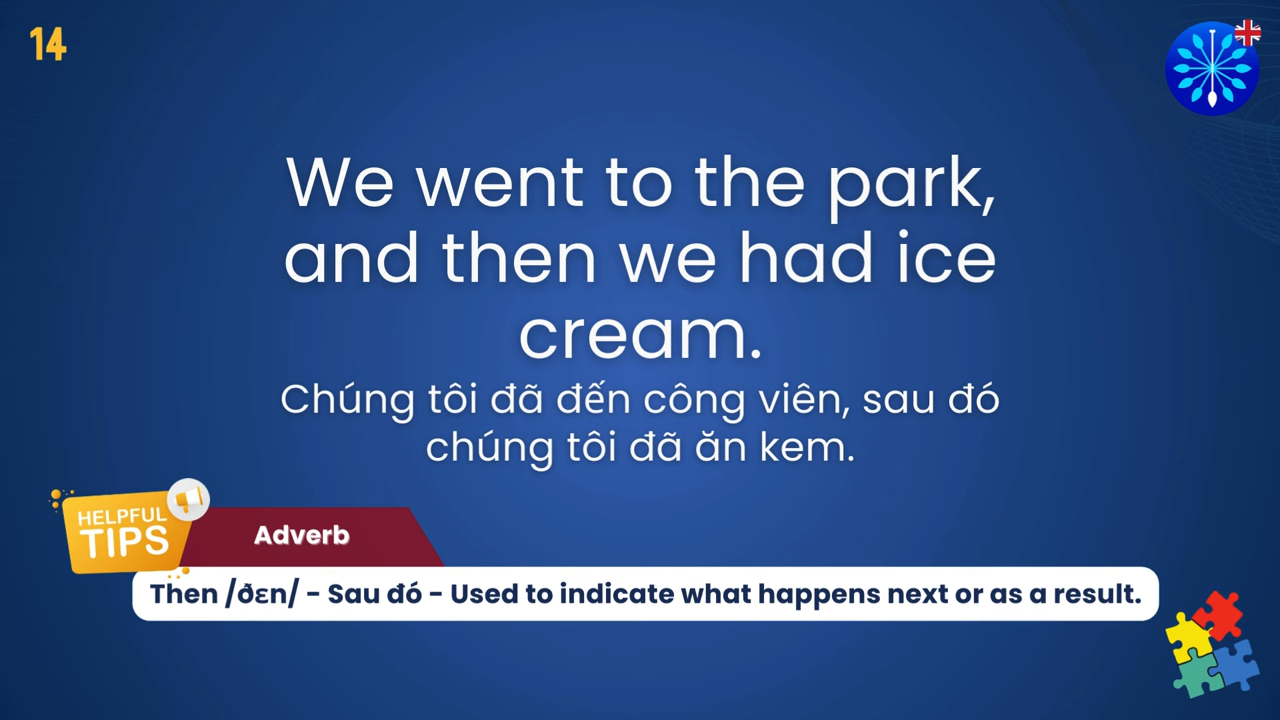 14
We went to the park,
and then we had ice
cream.
Chúng tôi đã đến công viên, sau đó
chúng tôi đã ăn kem.
HELPFUL
TIPS
Adverb
Then /ðɛn/ - Sau đó - Used to indicate what happens next or as a result.